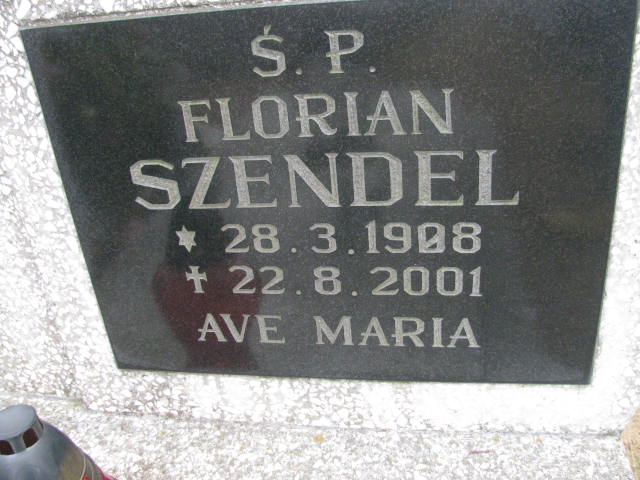 Ś. P.
FLORIAN
SZENDEL
* 28.3.1908
✝ 22.8.2001
AVE MARIA